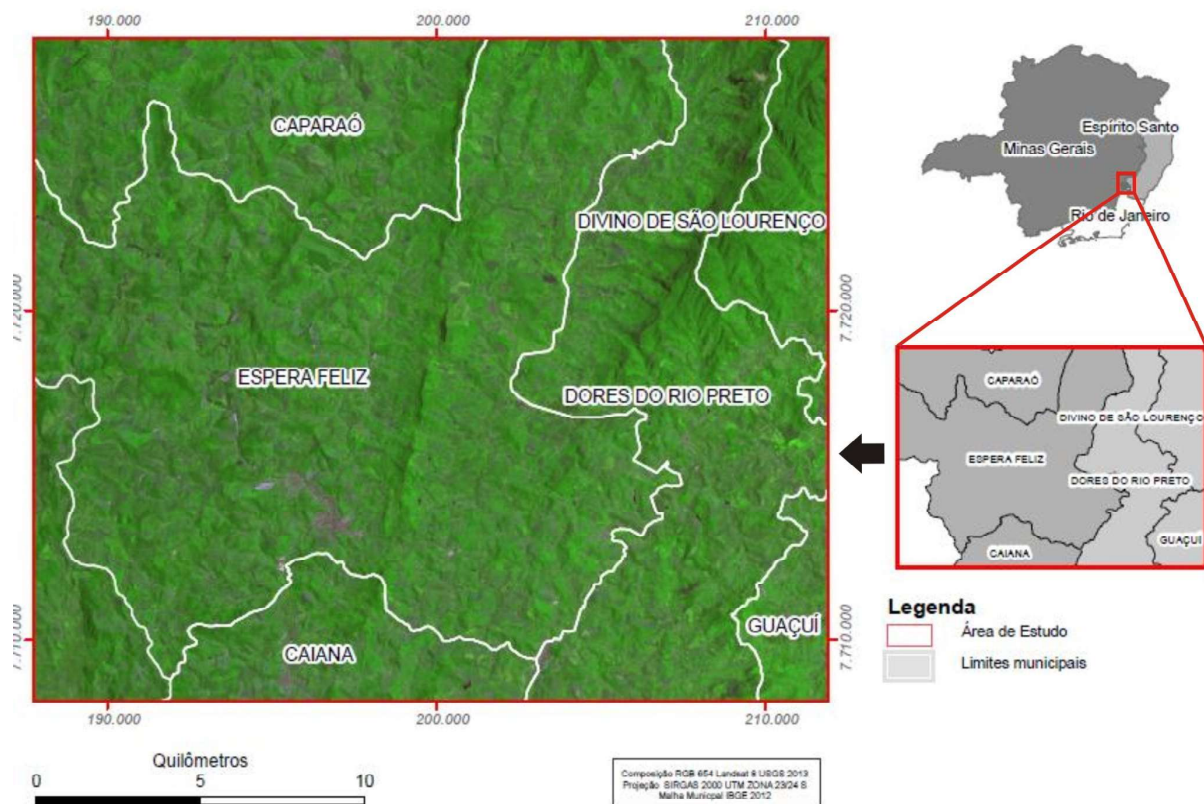 190.000
200.000
210.000
CAPARAÓ
DIVINO DE SÃO LOURENÇO
7.720.000
7.720.000
ESPERA FELIZ
DORES DO RIO PRETO
7.710.000
7.710.000
GUAÇUÍ
CAIANA
190.000
200.000
210.000
Quilômetros
0 5 10
Composição RGB 654 Landsat 8 USGS 2013
Projeção SIRGAS 2000 UTM ZONA 23/24 S
Malha Municpal IBGE 2012
Espírito Santo
Minas Gerais
Rio de Janeiro
CAPARAÓ
DIVINO DE SÃO LOURENÇO
ESPERA FELIZ
DORES DO RIO PRETO
GUAÇUÍ
CAIANA
Legenda
Área de Estudo
Limites municipais